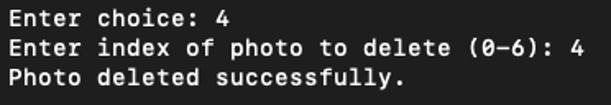 Enter choice: 4
Enter index of photo to delete (0-6): 4
Photo deleted successfully.